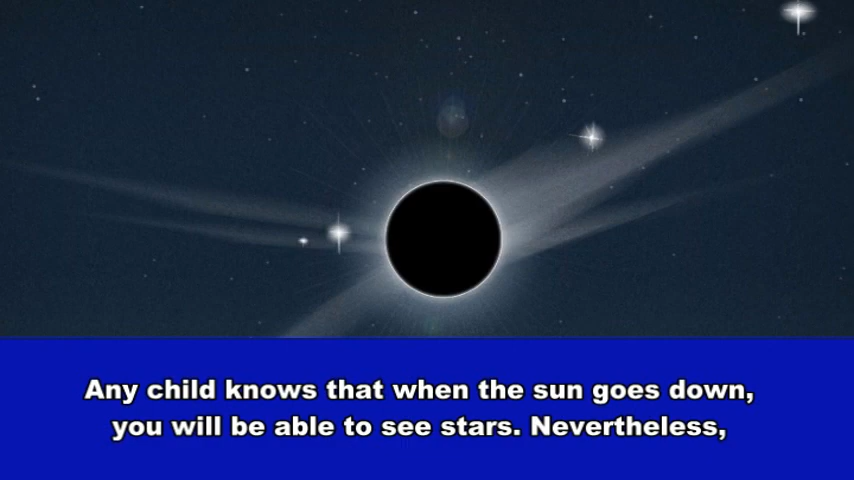 Any child knows that when the sun goes down,
you will be able to see stars. Nevertheless,